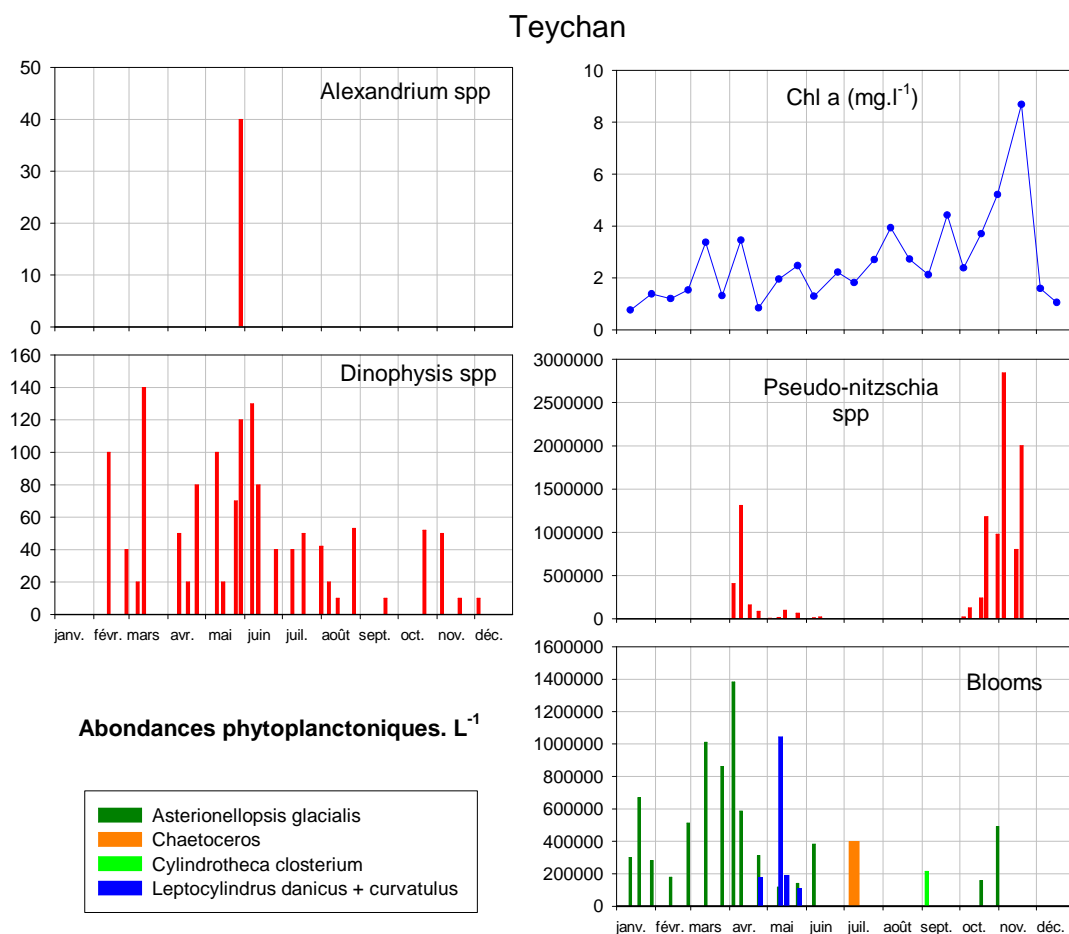 Teychan
Alexandrium spp
50
40
30
20
10
0
Dinophysis spp
160
140
120
100
80
60
40
20
0
janv. févr. mars avr. mai juin juil. août sept. oct. nov. déc.
Abondances phytoplanctoniques. L⁻¹
Asterionellopsis glacialis
Chaetoceros
Cylindrotheca closterium
Leptocylindrus danicus + curvatulus
Chl a (mg.l⁻¹)
10
8
6
4
2
0
Pseudo-nitzschia
spp
3000000
2500000
2000000
1500000
1000000
500000
0
Blooms
1600000
1400000
1200000
1000000
800000
600000
400000
200000
0
janv. févr. mars avr. mai juin juil. août sept. oct. nov. déc.